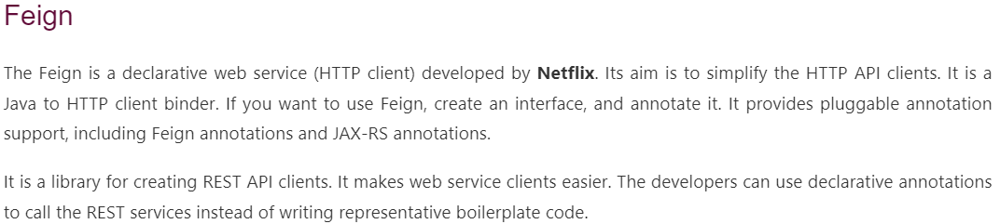 Feign
The Feign is a declarative web service (HTTP client) developed by Netflix. Its aim is to simplify the HTTP API clients. It is a
Java to HTTP client binder. If you want to use Feign, create an interface, and annotate it. It provides pluggable annotation
support, including Feign annotations and JAX-RS annotations.
It is a library for creating REST API clients. It makes web service clients easier. The developers can use declarative annotations
to call the REST services instead of writing representative boilerplate code.